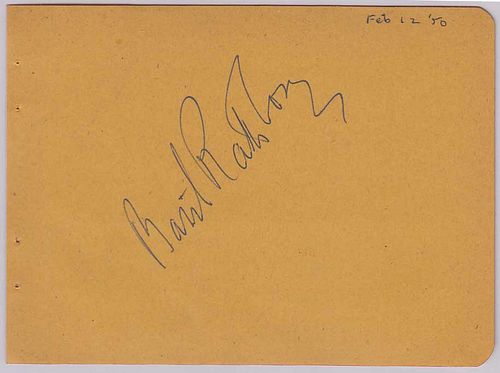 Feb 12 '50
Basil Rathbone